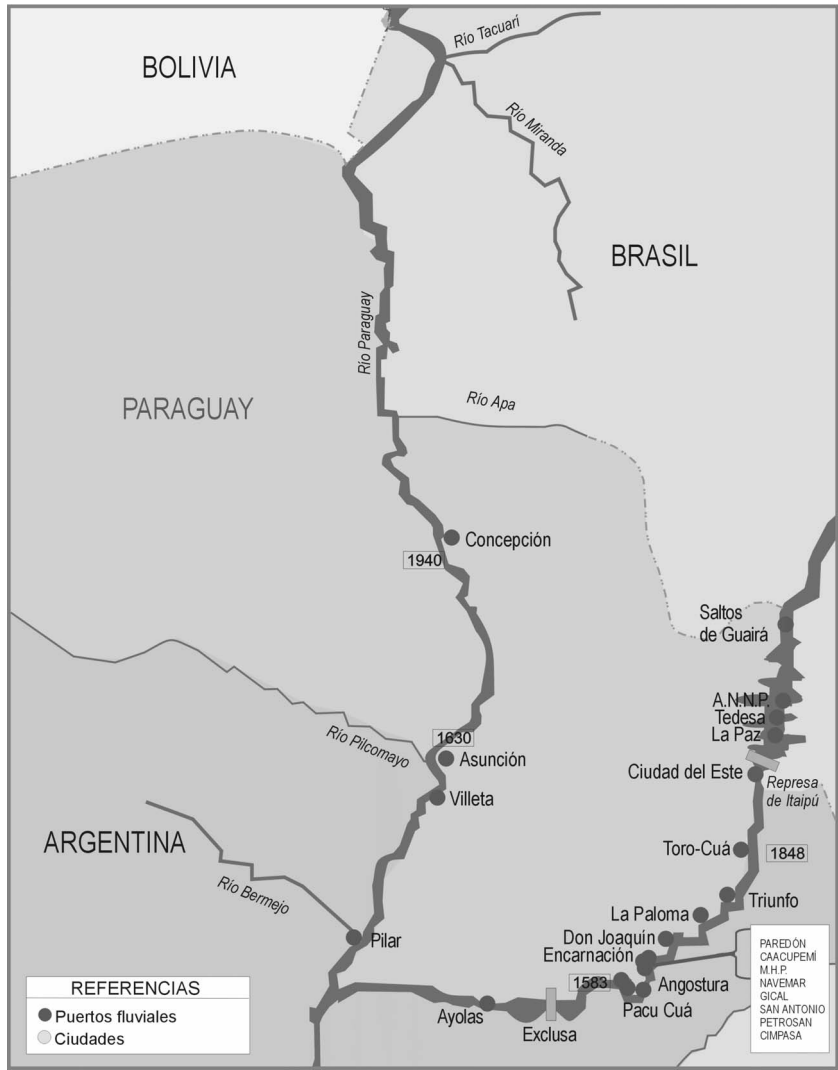 Río Tacuarí
BOLIVIA
Río Miranda
BRASIL
Río Paraguay
PARAGUAY
Río Apa
Concepción
1940
Saltos
de Guairá
A.N.N.P.
Tedesa
La Paz
1630
Río Pilcomayo
Asunción
Ciudad del Este
Represa
de Itaipú
Villeta
ARGENTINA
Toro-Cuá
1848
Río Bermejo
Triunfo
La Paloma
Pilar
Don Joaquín
Encarnación
1583
Angostura
Pacu Cuá
Ayolas
Exclusa
PAREDÓN
CAACUPEMÍ
M.H.P.
NAVEMAR
GICAL
SAN ANTONIO
PETROSAN
CIMPASA
REFERENCIAS
Puertos fluviales
Ciudades